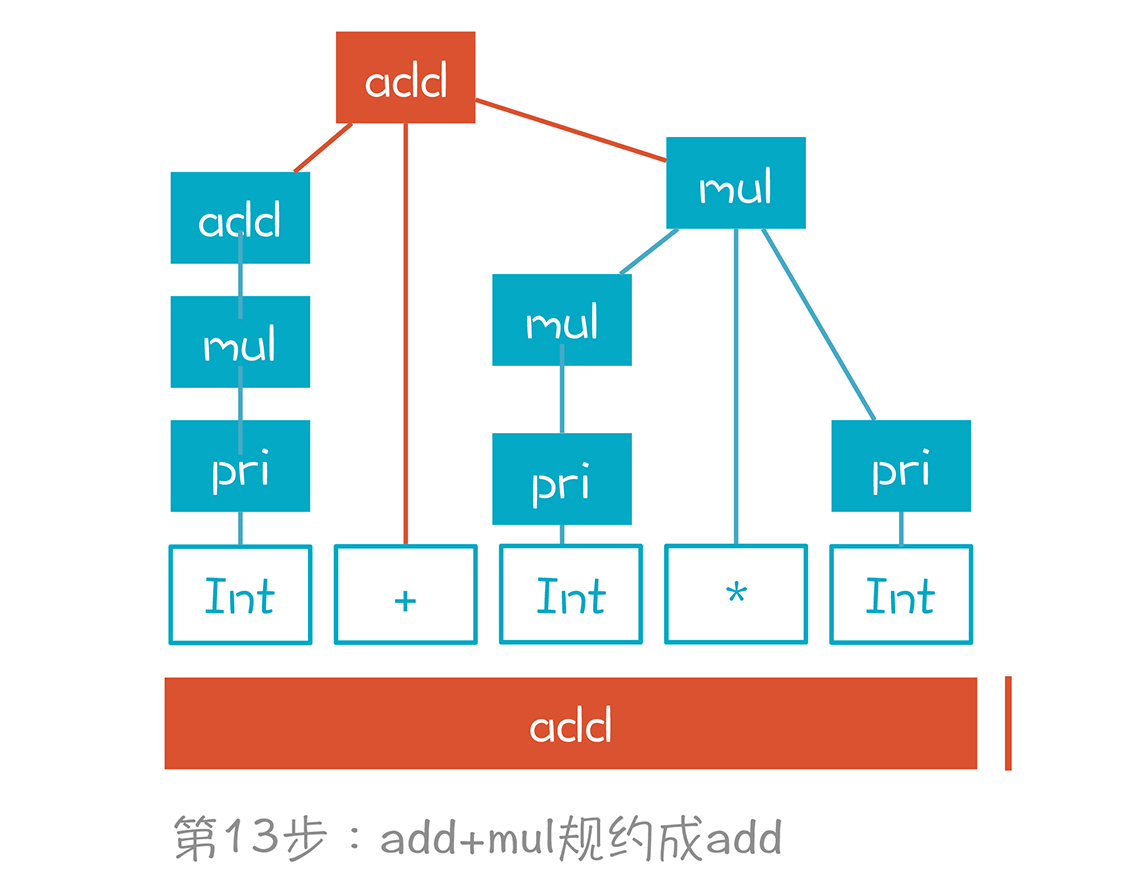 add
add
mul
mul
mul
pri
pri
pri
Int
+
Int
*
Int
add
第13步：add+mul规约成add